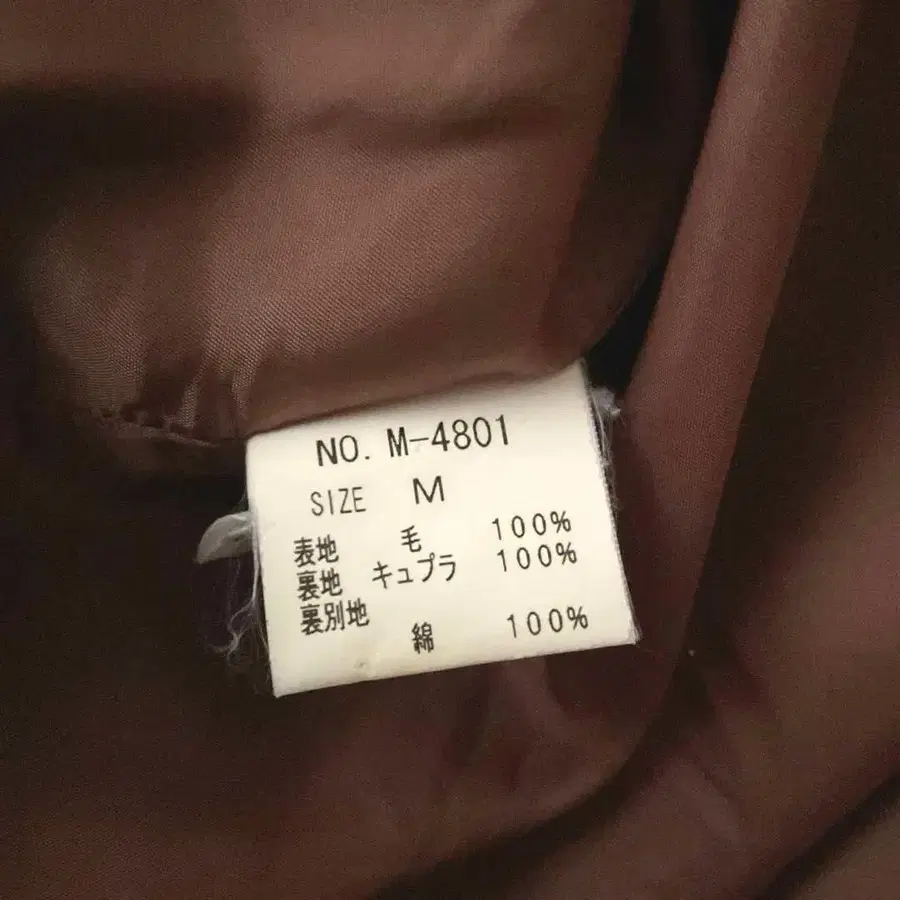 NO. M-4801
SIZE M
表地 毛 100%
裏地 キュプラ 100%
裏別地
綿 100%